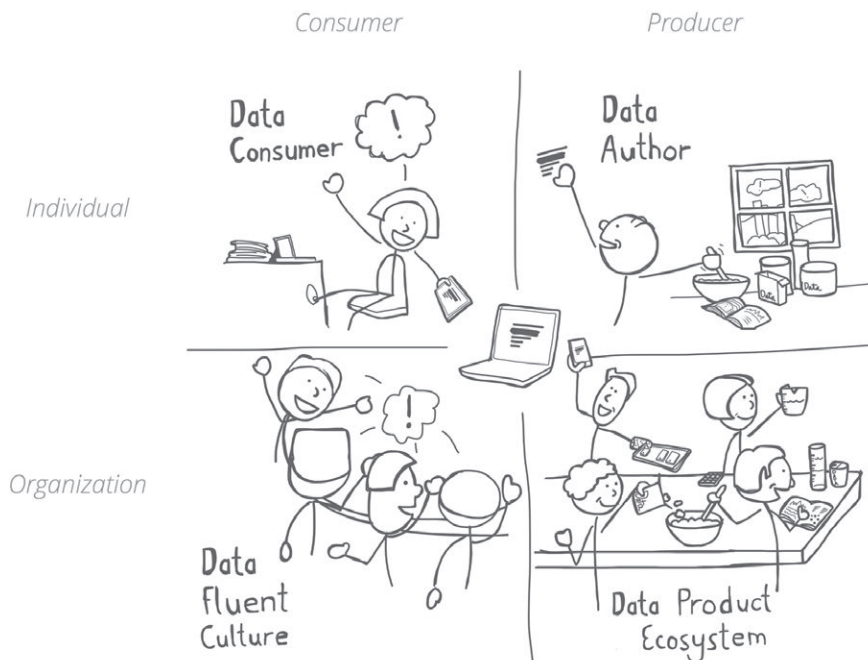 Consumer
Producer
Data
Consumer
!
Data
Author
Individual
Data
Data
!
Organization
Data
Fluent
Culture
Data Product
Ecosystem